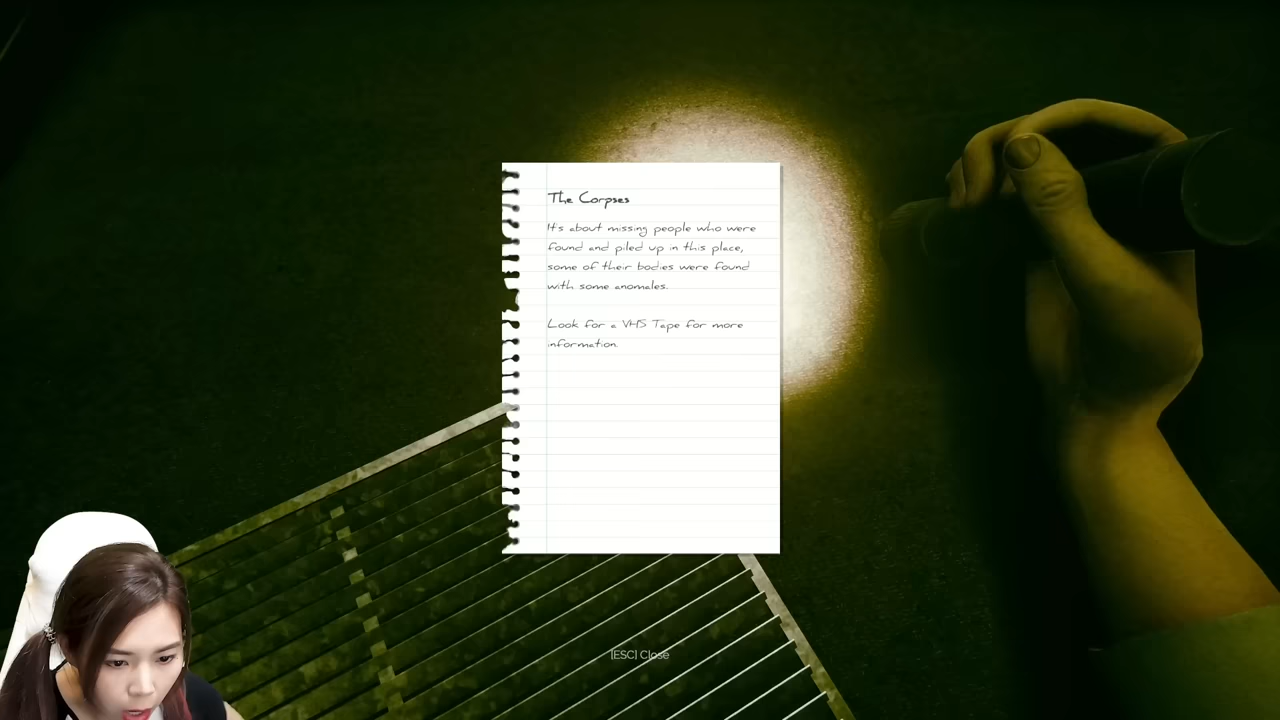 The Corpses
It's about missing people who were
found and piled up in this place,
some of their bodies were found
with some anomales.
Look for a VHS Tape for more
information.
[ESC] Close